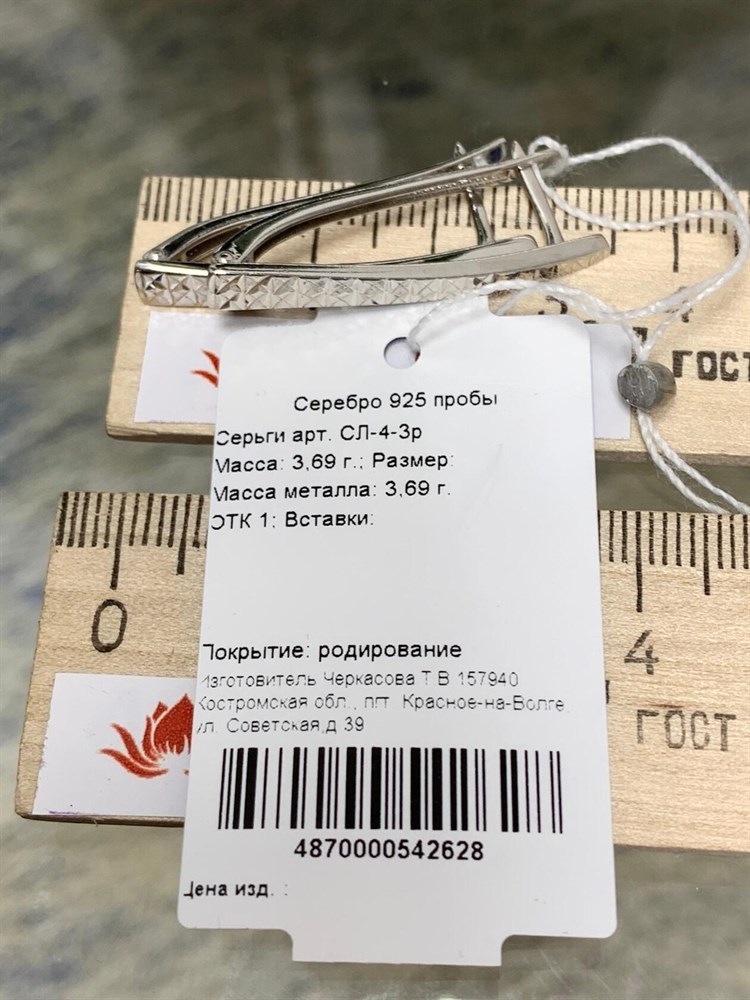 ГОСТ
Серебро 925 пробы
Серьги арт. СЛ-4-3р
Масса: 3,69 г.; Размер:
Масса металла: 3,69 г.
ОТК 1; Вставки:
0
4
ГОСТ
Покрытие: родирование
Изготовитель Черкасова Т В 157940
Костромская обл., пгт. Красное-на-Волге,
ул. Советская,д 39
4870000542628
Цена изд. :